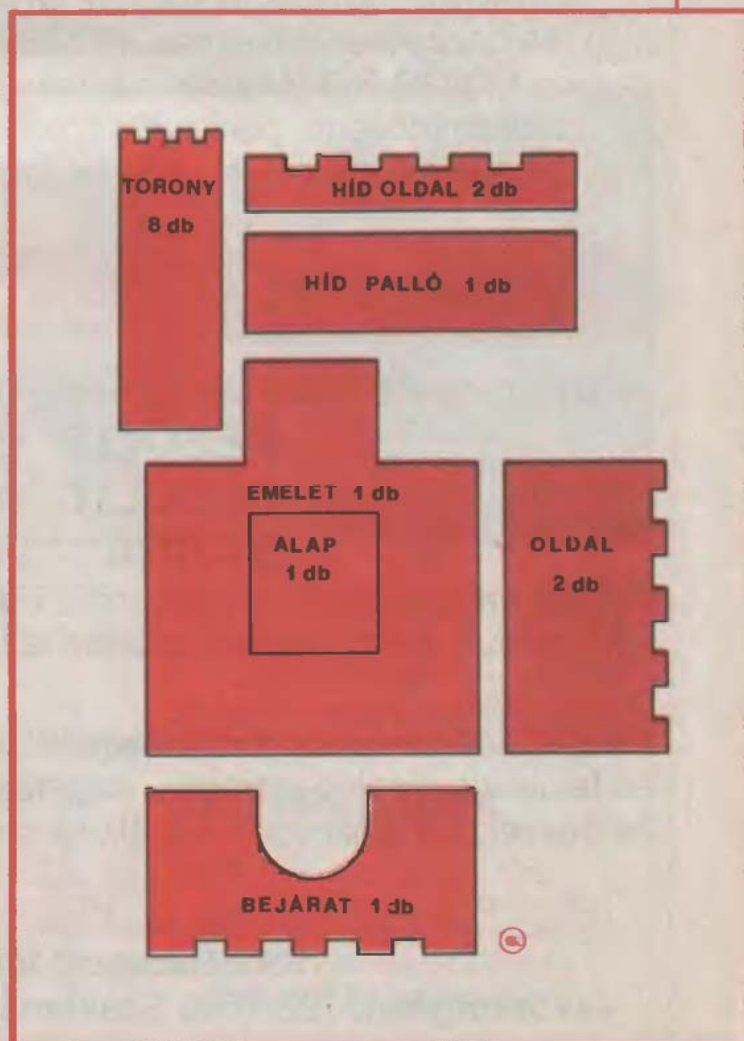 TORONY
8 db
HÍD OLDAL 2 db
HÍD PALLÓ 1 db
EMELET 1 db
ALAP
1 db
OLDAL
2 db
BEJÁRAT 1 db